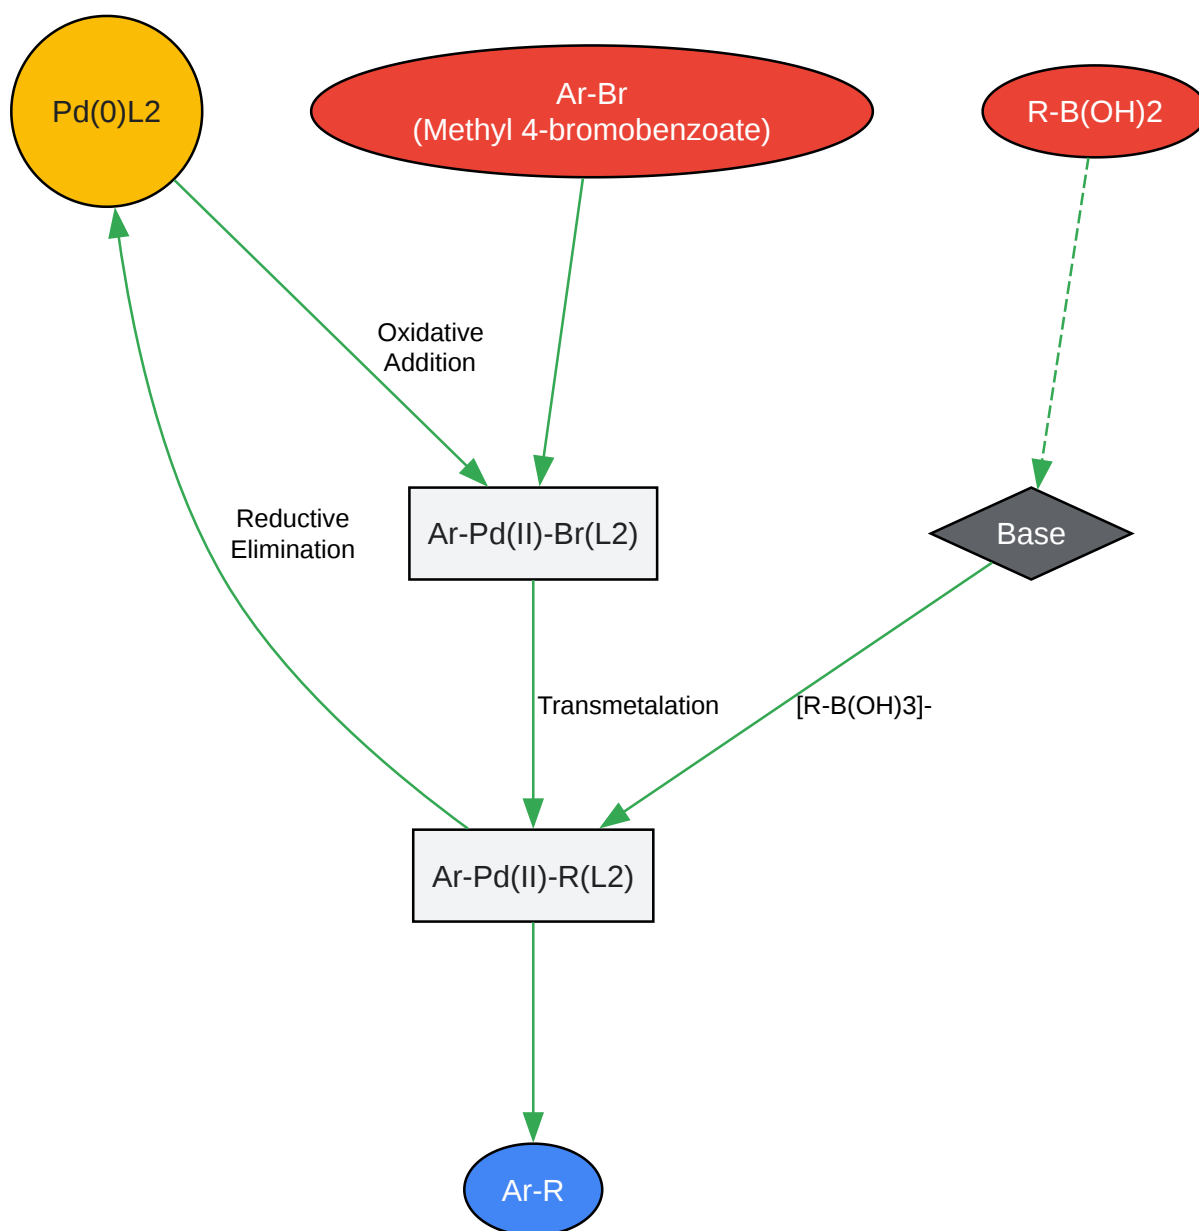 Pd(0)L2
Ar-Br
(Methyl 4-bromobenzoate)
R-B(OH)2
Oxidative
Addition
Reductive
Elimination
Ar-Pd(II)-Br(L2)
Base
Transmetalation
[R-B(OH)3]-
Ar-Pd(II)-R(L2)
Ar-R